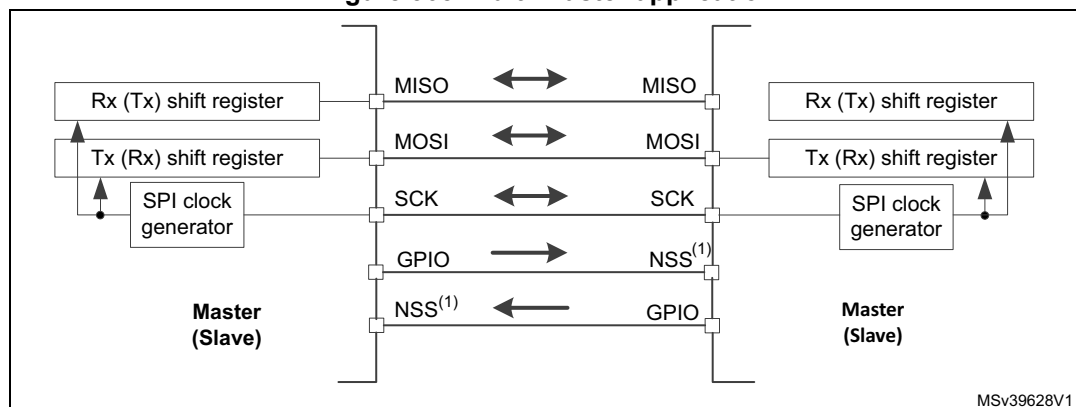 MISO MISO
Rx (Tx) shift register Rx (Tx) shift register
MOSI MOSI
Tx (Rx) shift register Tx (Rx) shift register
SCK SCK
SPI clock generator SPI clock generator
GPIO NSS(1)
NSS(1) GPIO
Master (Slave) Master (Slave)
MSv39628V1